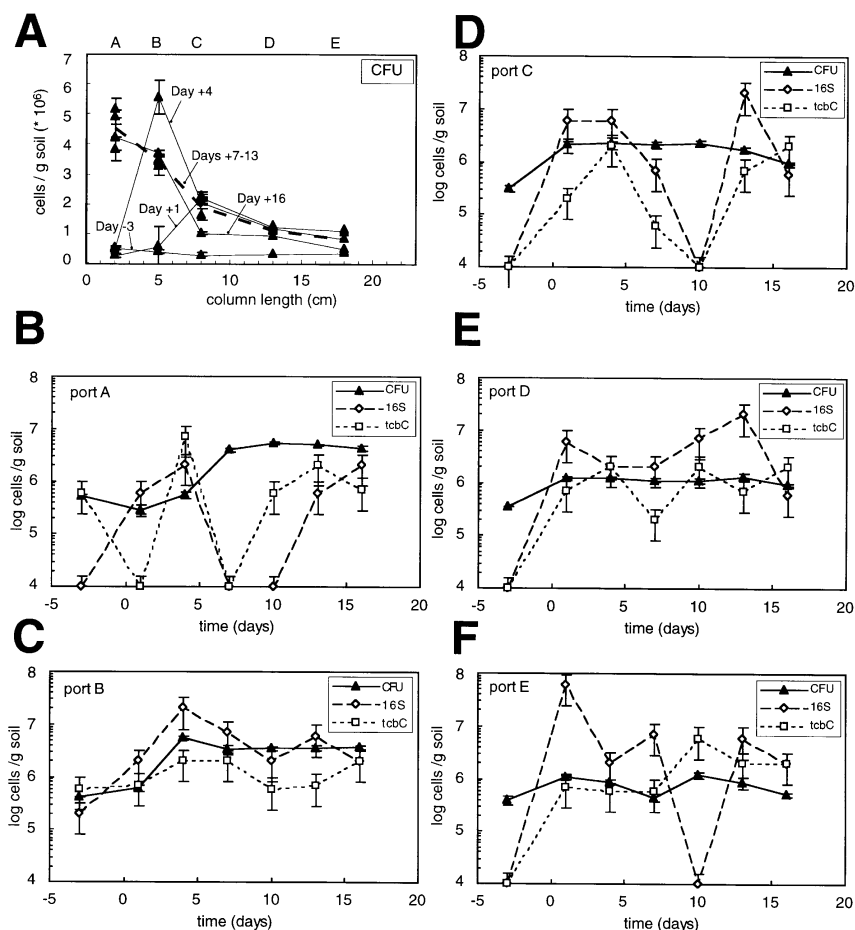 A
A B C D E
7
6
5
4
3
2
1
0
cells / g soil (* 10⁶)
CFU
Day +4
Days +7-13
Day +16
Day +1
Day -3
0 5 10 15 20
column length (cm)
B
port A
8
7
6
5
4
log cells /g soil
CFU
16S
tcbC
-5 0 5 10 15 20
time (days)
C
port B
8
7
6
5
4
log cells /g soil
CFU
16S
tcbC
-5 0 5 10 15 20
time (days)
D
port C
8
7
6
5
4
log cells /g soil
CFU
16S
tcbC
-5 0 5 10 15 20
time (days)
E
port D
8
7
6
5
4
log cells /g soil
CFU
16S
tcbC
-5 0 5 10 15 20
time (days)
F
port E
8
7
6
5
4
log cells /g soil
CFU
16S
tcbC
-5 0 5 10 15 20
time (days)